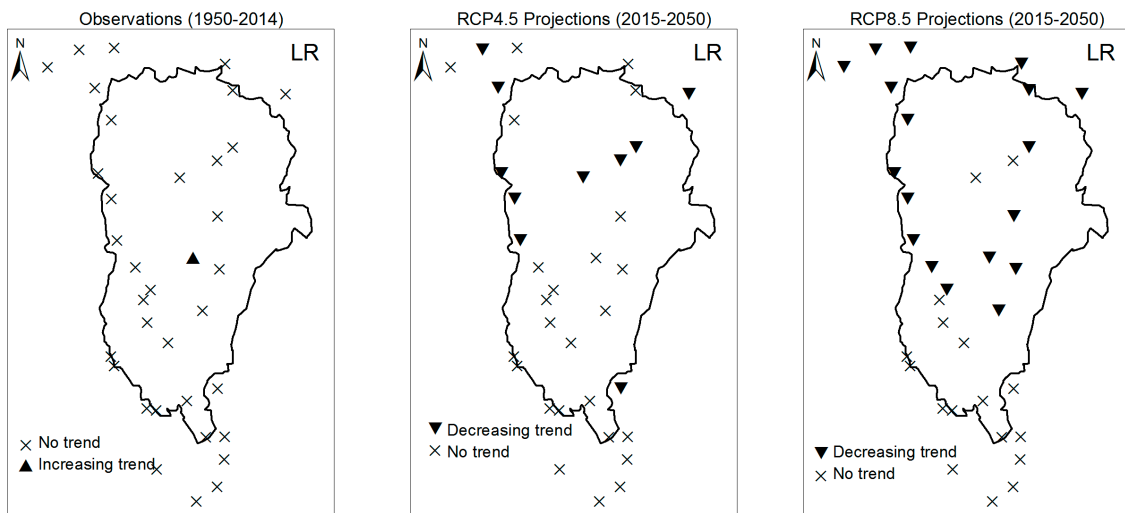 Observations (1950-2014)
N
LR
No trend
Increasing trend
RCP4.5 Projections (2015-2050)
N
LR
Decreasing trend
No trend
RCP8.5 Projections (2015-2050)
N
LR
Decreasing trend
No trend